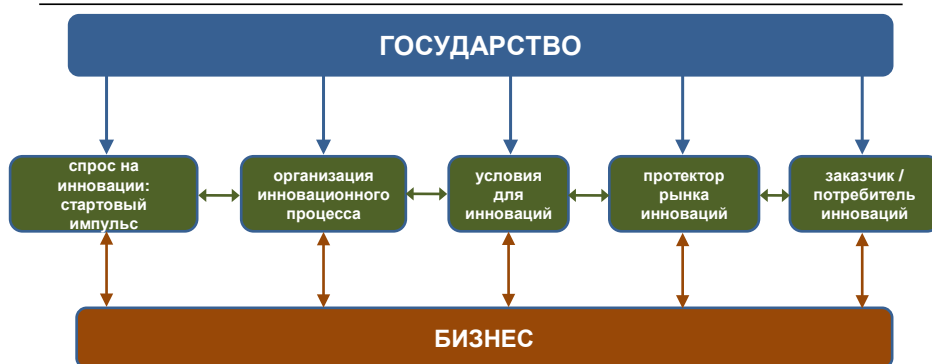 ГОСУДАРСТВО
спрос на
инновации:
стартовый
импульс
организация
инновационного
процесса
условия
для
инноваций
протектор
рынка
инноваций
заказчик /
потребитель
инноваций
БИЗНЕС